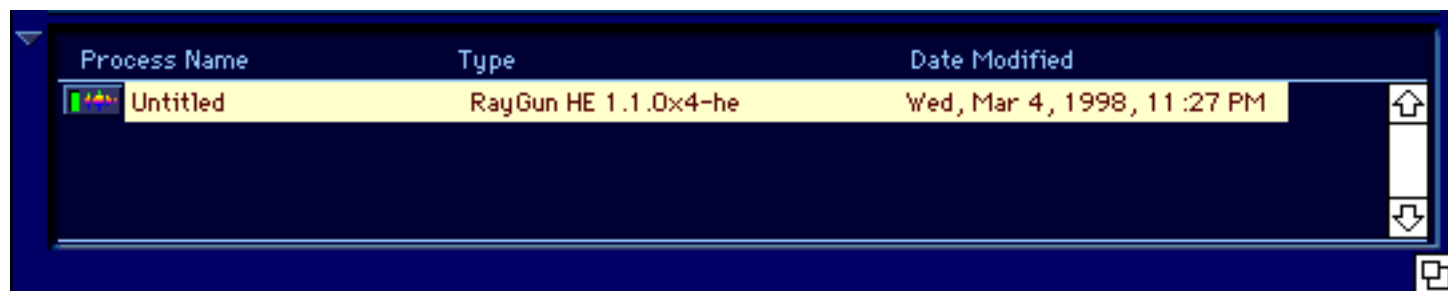 Process Name Type Date Modified
Untitled RayGun HE 1.1.0x4-he Wed, Mar 4, 1998, 11:27 PM